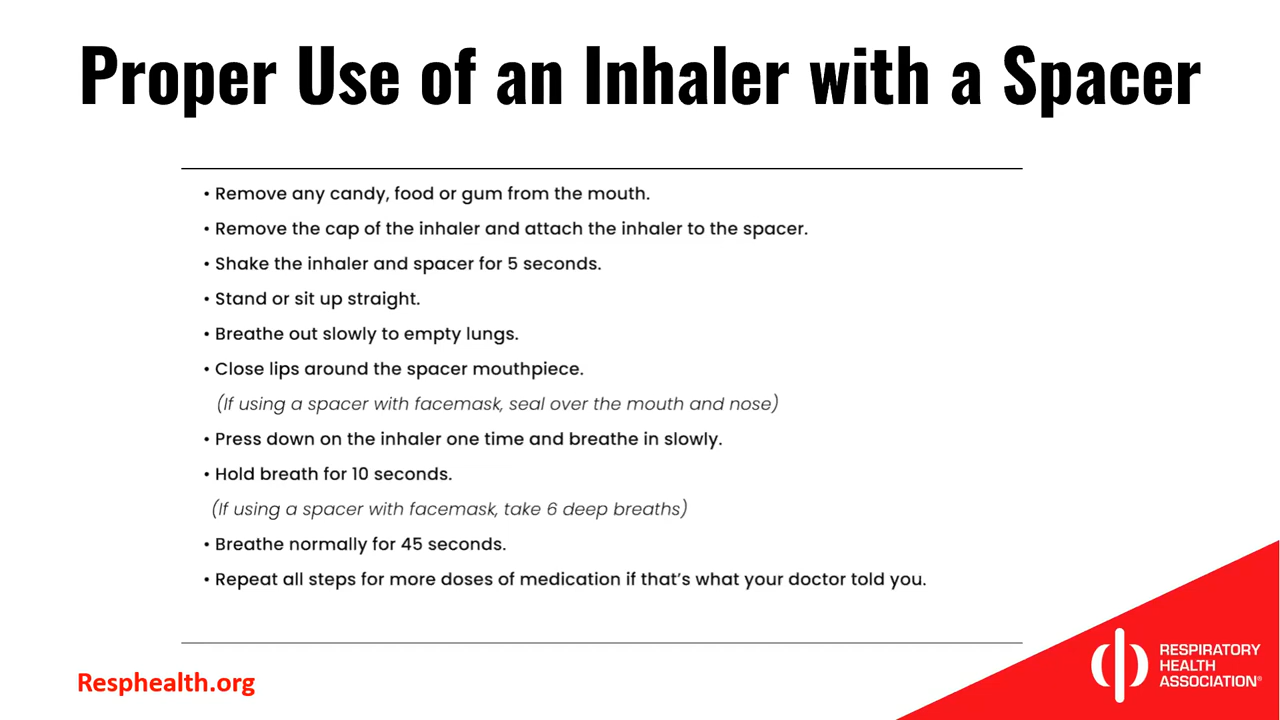 Proper Use of an Inhaler with a Spacer
• Remove any candy, food or gum from the mouth.
• Remove the cap of the inhaler and attach the inhaler to the spacer.
• Shake the inhaler and spacer for 5 seconds.
• Stand or sit up straight.
• Breathe out slowly to empty lungs.
• Close lips around the spacer mouthpiece.
(If using a spacer with facemask, seal over the mouth and nose)
• Press down on the inhaler one time and breathe in slowly.
• Hold breath for 10 seconds.
(If using a spacer with facemask, take 6 deep breaths)
• Breathe normally for 45 seconds.
• Repeat all steps for more doses of medication if that's what your doctor told you.
Resphealth.org
RESPIRATORY
HEALTH
ASSOCIATION®